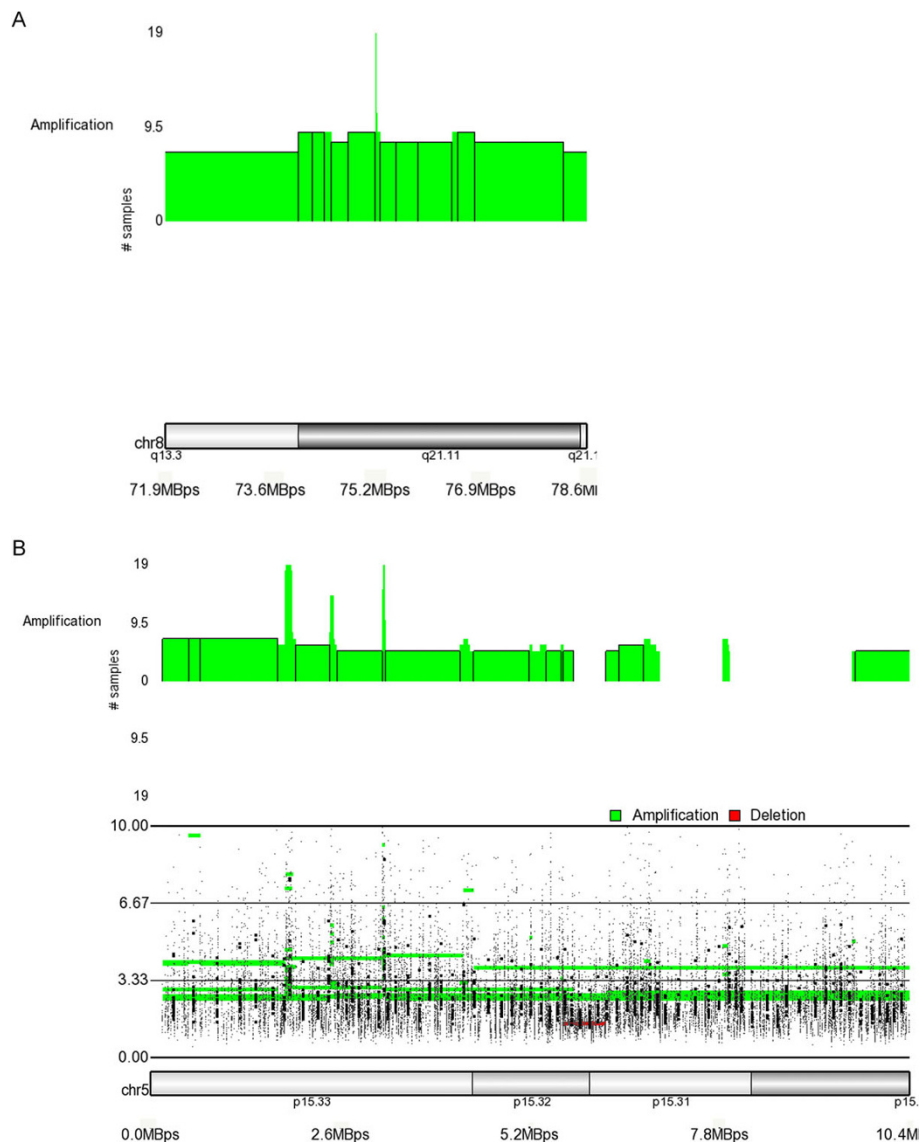 A
19
Amplification
9.5
0
# samples
chr8
q13.3 q21.11 q21.1
71.9MBps 73.6MBps 75.2MBps 76.9MBps 78.6MI
B
19
Amplification
9.5
0
# samples
9.5
19
Amplification Deletion
10.00
6.67
3.33
0.00
chr5
p15.33 p15.32 p15.31 p15.
0.0MBps 2.6MBps 5.2MBps 7.8MBps 10.4M